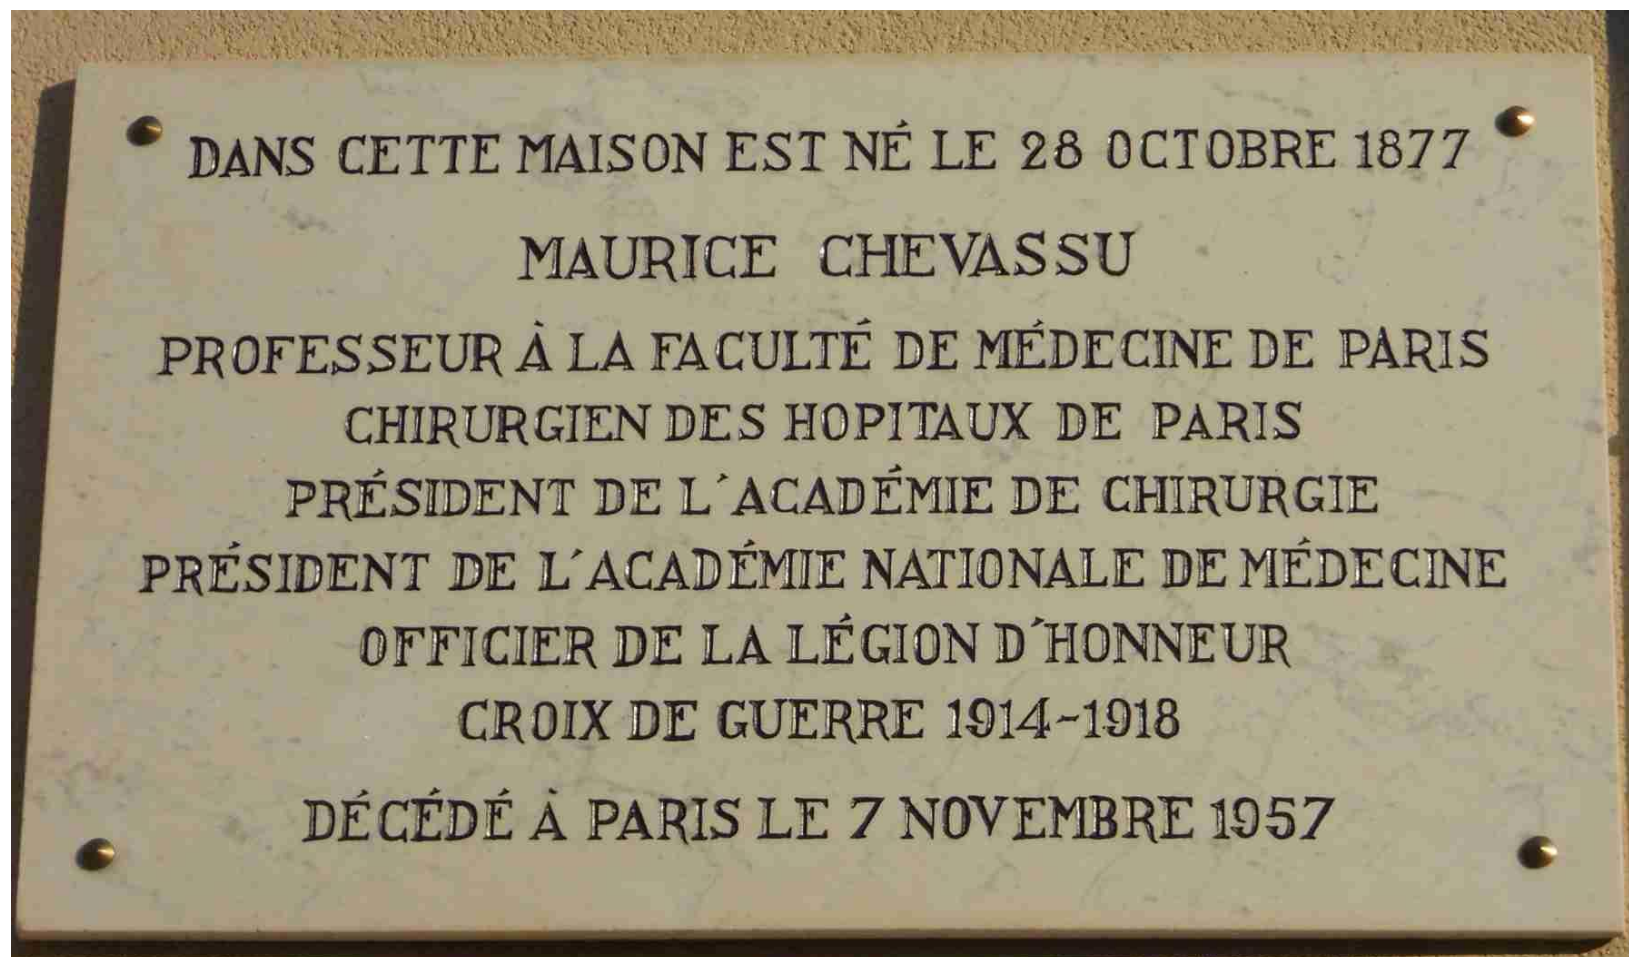 DANS CETTE MAISON EST NÉ LE 28 OCTOBRE 1877
MAURICE CHEVASSU
PROFESSEUR À LA FACULTÉ DE MÉDECINE DE PARIS
CHIRURGIEN DES HOPITAUX DE PARIS
PRÉSIDENT DE L'ACADÉMIE DE CHIRURGIE
PRÉSIDENT DE L'ACADÉMIE NATIONALE DE MÉDECINE
OFFICIER DE LA LÉGION D'HONNEUR
CROIX DE GUERRE 1914-1918
DÉCÉDÉ À PARIS LE 7 NOVEMBRE 1957